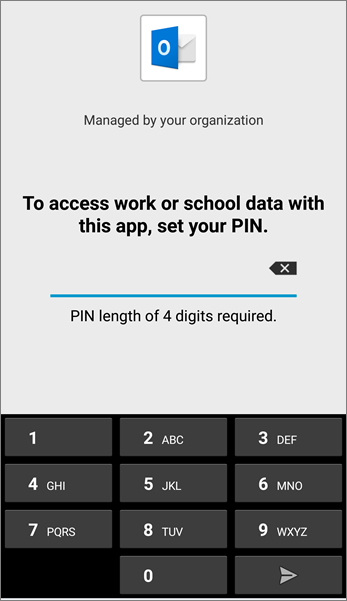 O
Managed by your organization
To access work or school data with
this app, set your PIN.
PIN length of 4 digits required.
1
2 ABC
3 DEF
4 GHI
5 JKL
6 MNO
7 PQRS
8 TUV
9 WXYZ
0